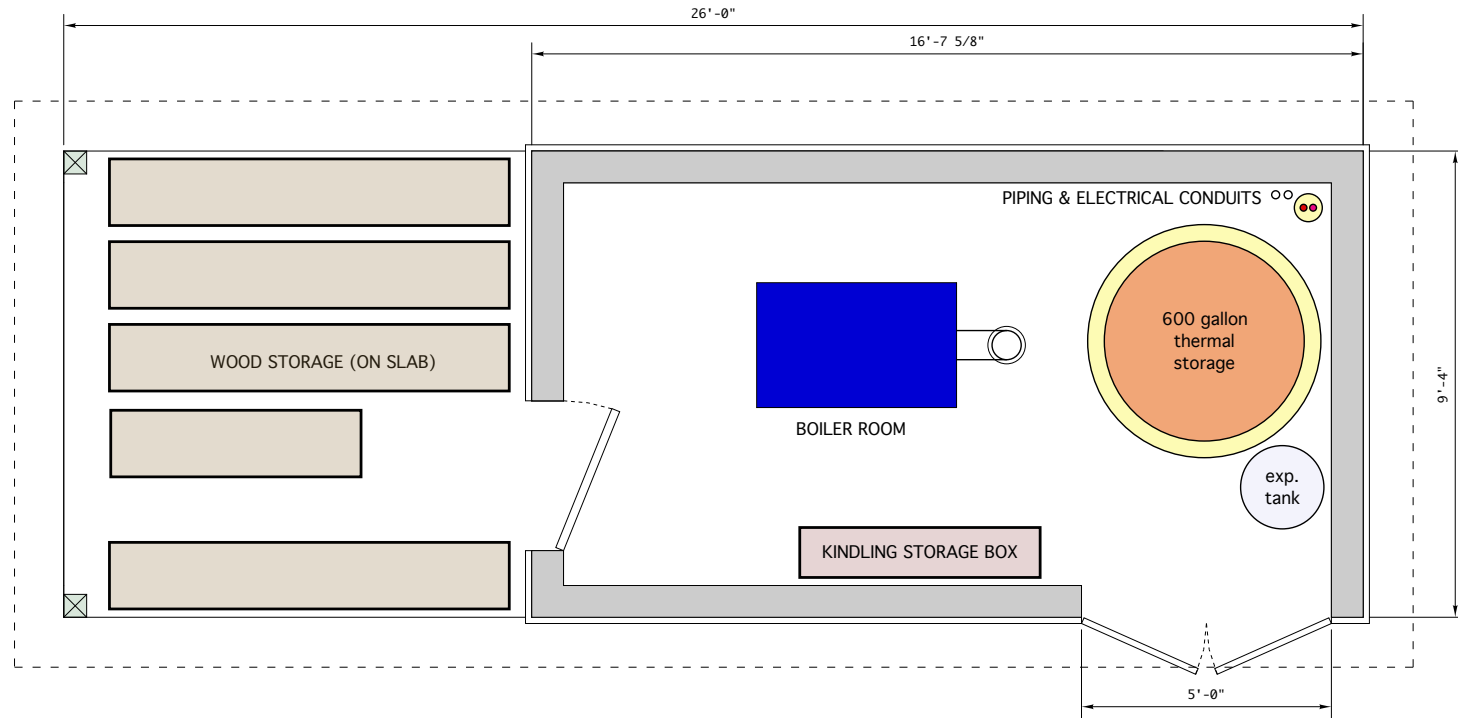 26'-0"
16'-7 5/8"
PIPING & ELECTRICAL CONDUITS
600 gallon
thermal
storage
WOOD STORAGE (ON SLAB)
9'-4"
BOILER ROOM
exp.
tank
KINDLING STORAGE BOX
5'-0"